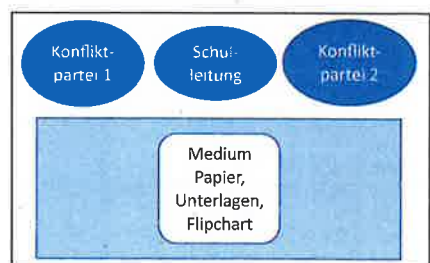 Konflikt-
partei 1
Schul-
leitung
Konflikt-
partei 2
Medium
Papier,
Unterlagen,
Flipchart